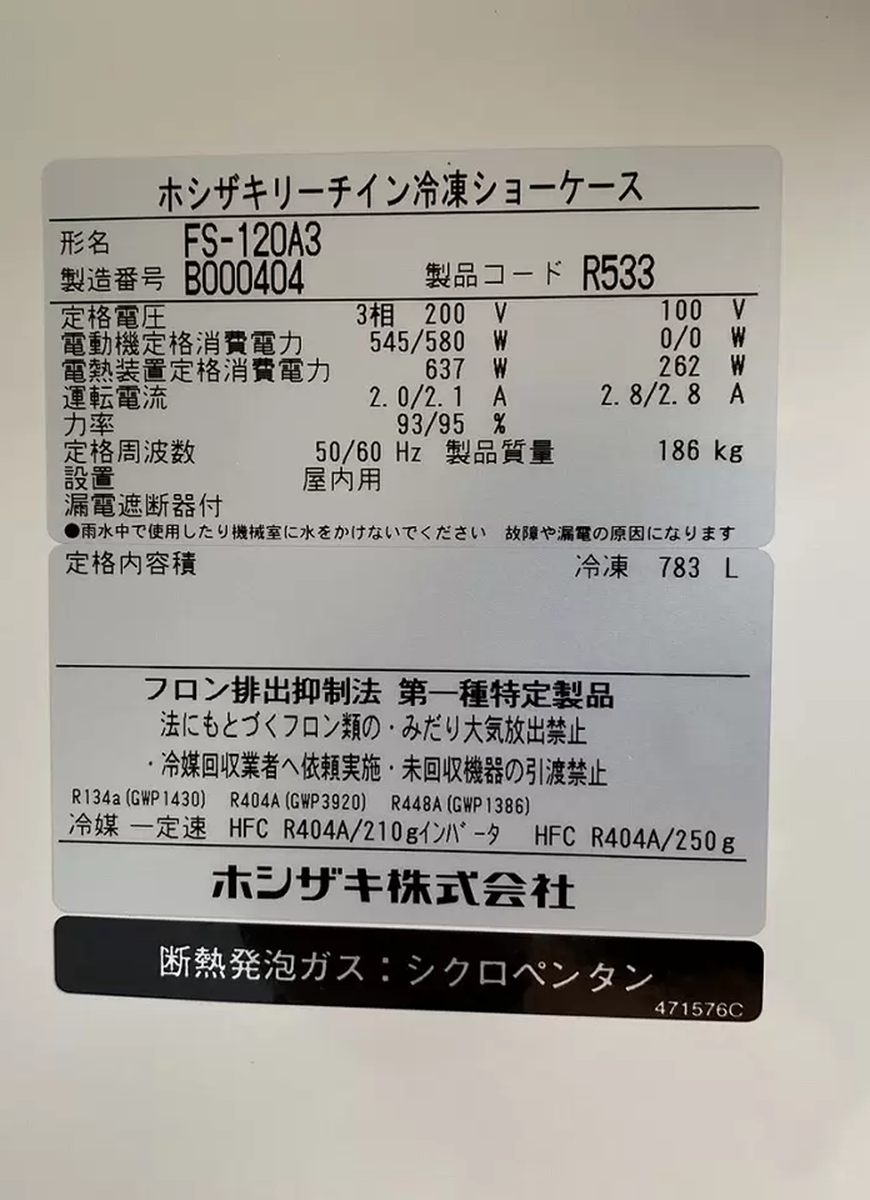 ホシザキリーチイン冷凍ショーケース
形名 FS-120A3
製造番号 B000404 製品コード R533
定格電圧 3相 200 V 100 V
電動機定格消費電力 545/580 W 0/0 W
電熱装置定格消費電力 637 W 262 W
運転電流 2.0/2.1 A 2.8/2.8 A
力率 93/95 %
定格周波数 50/60 Hz 製品質量 186 kg
設置 屋内用
漏電遮断器付
●雨水中で使用したり機械室に水をかけないでください 故障や漏電の原因になります
定格内容積 冷凍 783 L
フロン排出抑制法 第一種特定製品
法にもとづくフロン類の・みだり大気放出禁止
・冷媒回収業者へ依頼実施・未回収機器の引渡禁止
R134a(GWP1430) R404A(GWP3920) R448A(GWP1386)
冷媒 一定速 HFC R404A/210gインバータ HFC R404A/250g
ホシザキ株式会社
断熱発泡ガス：シクロペンタン
471576C